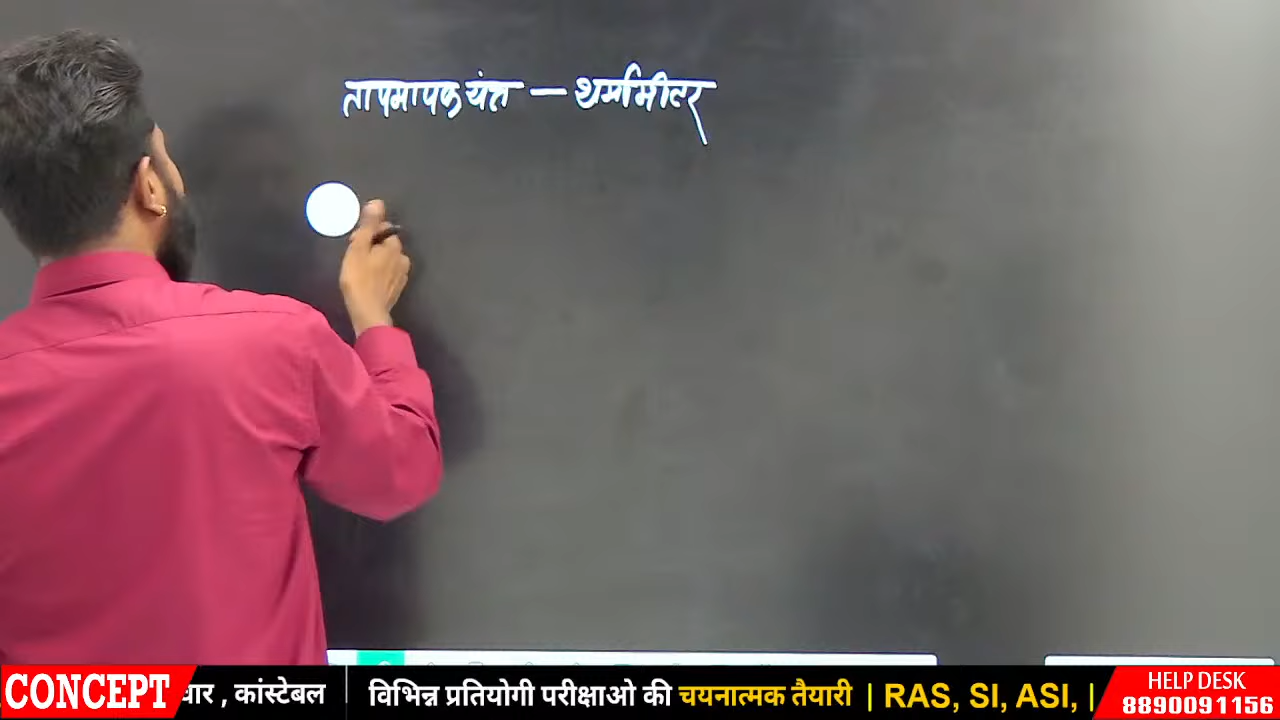 तापमापक यंत्र — थर्मामीटर
CONCEPT
वार , कांस्टेबल | विभिन्न प्रतियोगी परीक्षाओ की चयनात्मक तैयारी | RAS, SI, ASI, |
HELP DESK
8890091156